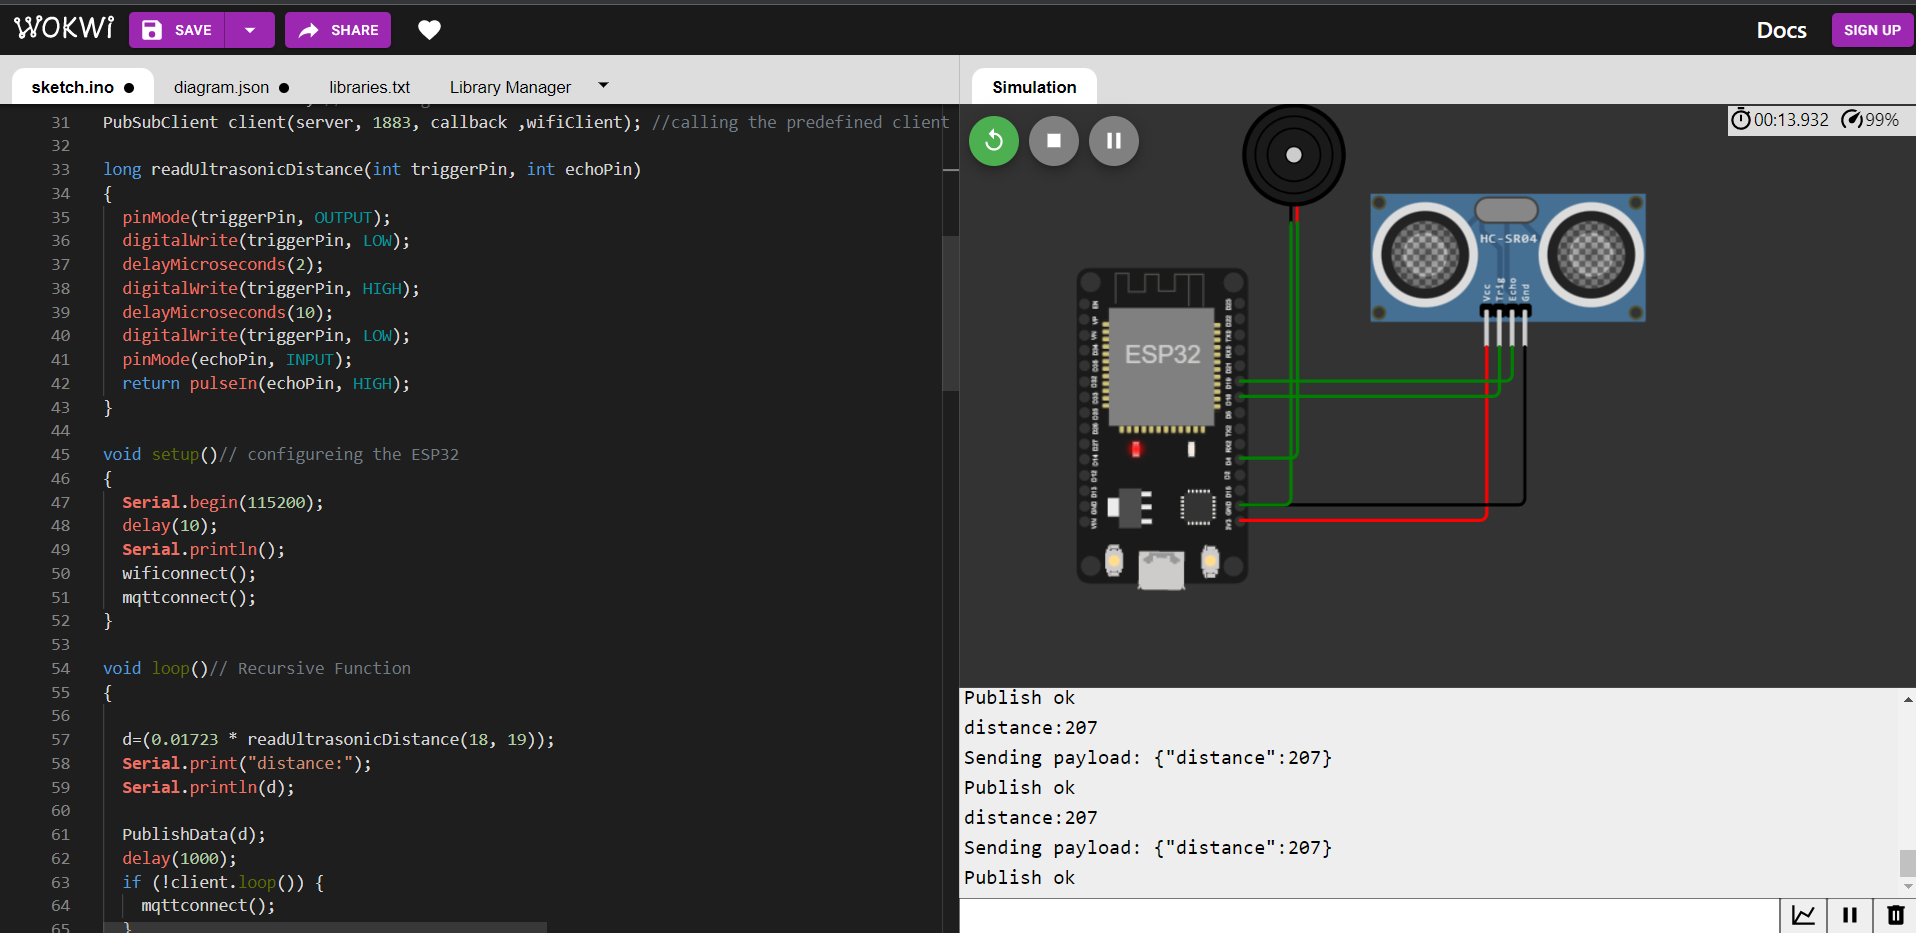 WOKWi
SAVE
SHARE
Docs
SIGN UP
sketch.ino ●
diagram.json ●
libraries.txt
Library Manager
Simulation
31 PubSubClient client(server, 1883, callback ,wifiClient); //calling the predefined client
32
33 long readUltrasonicDistance(int triggerPin, int echoPin)
34 {
35 pinMode(triggerPin, OUTPUT);
36 digitalWrite(triggerPin, LOW);
37 delayMicroseconds(2);
38 digitalWrite(triggerPin, HIGH);
39 delayMicroseconds(10);
40 digitalWrite(triggerPin, LOW);
41 pinMode(echoPin, INPUT);
42 return pulseIn(echoPin, HIGH);
43 }
44
45 void setup()// configureing the ESP32
46 {
47 Serial.begin(115200);
48 delay(10);
49 Serial.println();
50 wificonnect();
51 mqttconnect();
52 }
53
54 void loop()// Recursive Function
55 {
56
57 d=(0.01723 * readUltrasonicDistance(18, 19));
58 Serial.print("distance:");
59 Serial.println(d);
60
61 PublishData(d);
62 delay(1000);
63 if (!client.loop()) {
64 mqttconnect();
65 }
00:13.932 99%
HC-SR04
Vcc
Trig
Echo
Gnd
ESP32
Publish ok
distance:207
Sending payload: {"distance":207}
Publish ok
distance:207
Sending payload: {"distance":207}
Publish ok